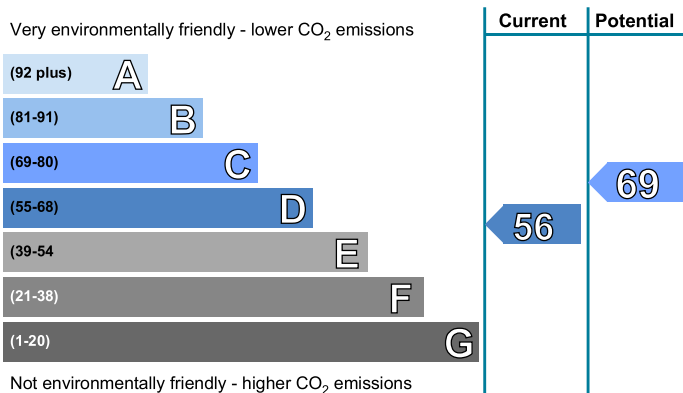 Current Potential
Very environmentally friendly - lower CO₂ emissions
(92 plus) A
(81-91) B
(69-80) C
69
(55-68) D
56
(39-54 E
(21-38) F
(1-20) G
Not environmentally friendly - higher CO₂ emissions